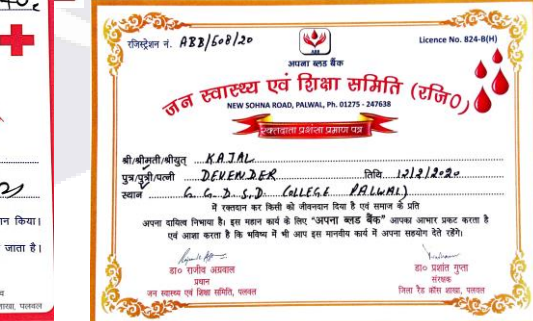 रजिस्ट्रेशन नं. ABB/508/20
Licence No. 824-B(H)
अपना ब्लड बैंक
जन स्वास्थ्य एवं शिक्षा समिति (रजि0)
NEW SOHNA ROAD, PALWAL, Ph. 01275 - 247638
रक्तदाता प्रशंसा प्रमाण पत्र
श्री/श्रीमती/श्रीयुत् KAJAL
पुत्र/पुत्री/पत्नी DEVENDER तिथि 12/2/2020
स्थान G. G. D. S. D. COLLEGE PALWAL)
में रक्तदान कर किसी को जीवनदान दिया है एवं समाज के प्रति
अपना दायित्व निभाया है। इस महान कार्य के लिए "अपना ब्लड बैंक" आपका आभार प्रकट करता है
एवं आशा करता है कि भविष्य में भी आप इस मानवीय कार्य में अपना सहयोग देते रहेंगे।
डा० राजीव अग्रवाल
प्रधान
जन स्वास्थ्य एवं शिक्षा समिति, पलवल
डा० प्रशांत गुप्ता
संरक्षक
जिला रैड क्रॉस शाखा, पलवल
न किया।
जाता है।
शाखा, पलवल